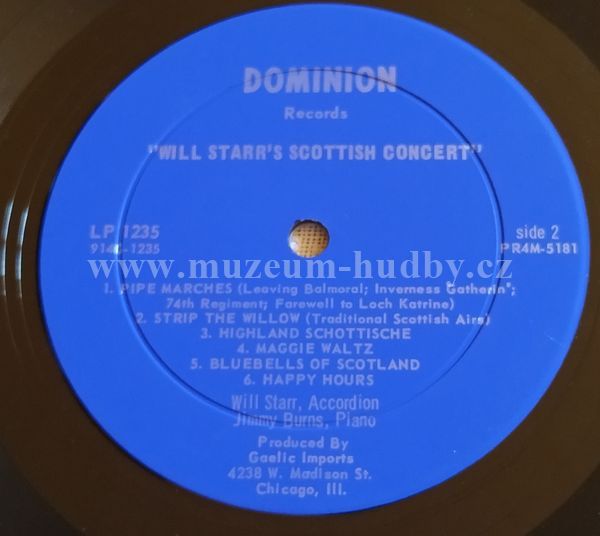 DOMINION
Records
"WILL STARR'S SCOTTISH CONCERT"
LP 1235
side 2
PR4M-5181
www.muzeum-hudby.cz
1. PIPE MARCHES (Leaving Balmoral; Inverness Gatherin";
74th Regiment; Farewell to Loch Katrine)
2. STRIP THE WILLOW (Traditional Scottish Airs)
3. HIGHLAND SCHOTTISCHE
4. MAGGIE WALTZ
5. BLUEBELLS OF SCOTLAND
6. HAPPY HOURS
Will Starr, Accordion
Jimmy Burns, Piano
Produced By
Gaelic Imports
4238 W. Madison St.
Chicago, Ill.